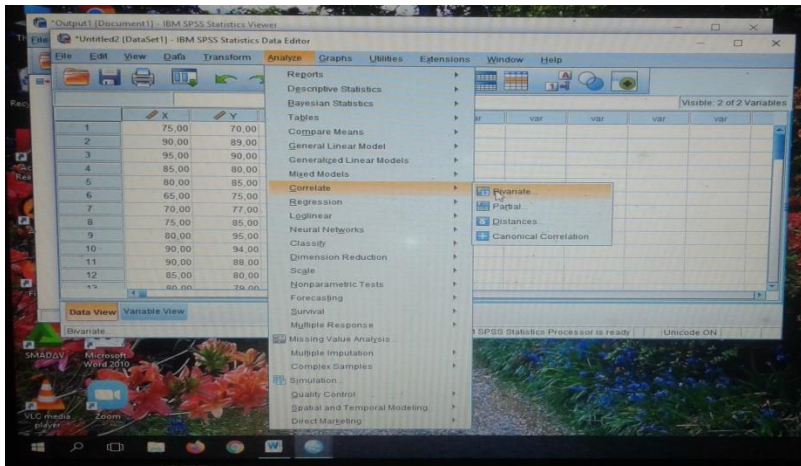 *Output1 [Document1] - IBM SPSS Statistics Viewer
*Untitled2 [DataSet1] - IBM SPSS Statistics Data Editor
File Edit View Data Transform Analyze Graphs Utilities Extensions Window Help
Visible: 2 of 2 Variables
X Y var var var var var
1 75,00 70,00
2 90,00 89,00
3 95,00 90,00
4 85,00 80,00
5 80,00 85,00
6 65,00 75,00
7 70,00 77,00
8 75,00 85,00
9 80,00 95,00
10 90,00 94,00
11 90,00 88,00
12 85,00 80,00
13 80,00 79,00
Reports
Descriptive Statistics
Bayesian Statistics
Tables
Compare Means
General Linear Model
Generalized Linear Models
Mixed Models
Correlate
Regression
Loglinear
Neural Networks
Classify
Dimension Reduction
Scale
Nonparametric Tests
Forecasting
Survival
Multiple Response
Missing Value Analysis...
Multiple Imputation
Complex Samples
Simulation...
Quality Control
Spatial and Temporal Modeling
Direct Marketing
Bivariate...
Partial...
Distances...
Canonical Correlation
Data View Variable View
Bivariate...
SPSS Statistics Processor is ready Unicode:ON
SMADAV
Microsoft
Word 2010
VLC media
player
Zoom